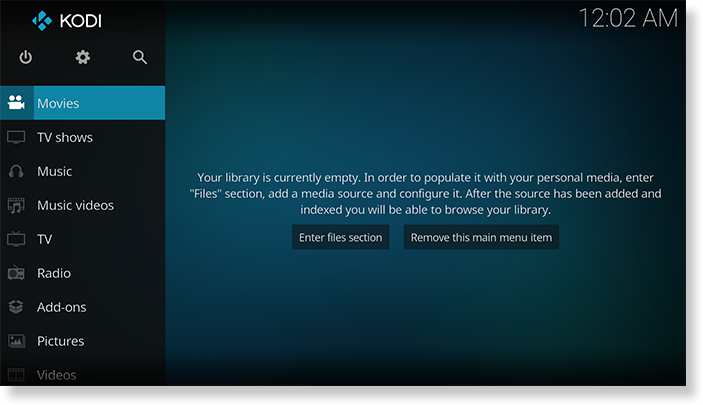 KODI
12:02 AM
Movies
TV shows
Music
Music videos
TV
Radio
Add-ons
Pictures
Videos
Your library is currently empty. In order to populate it with your personal media, enter
"Files" section, add a media source and configure it. After the source has been added and
indexed you will be able to browse your library.
Enter files section
Remove this main menu item